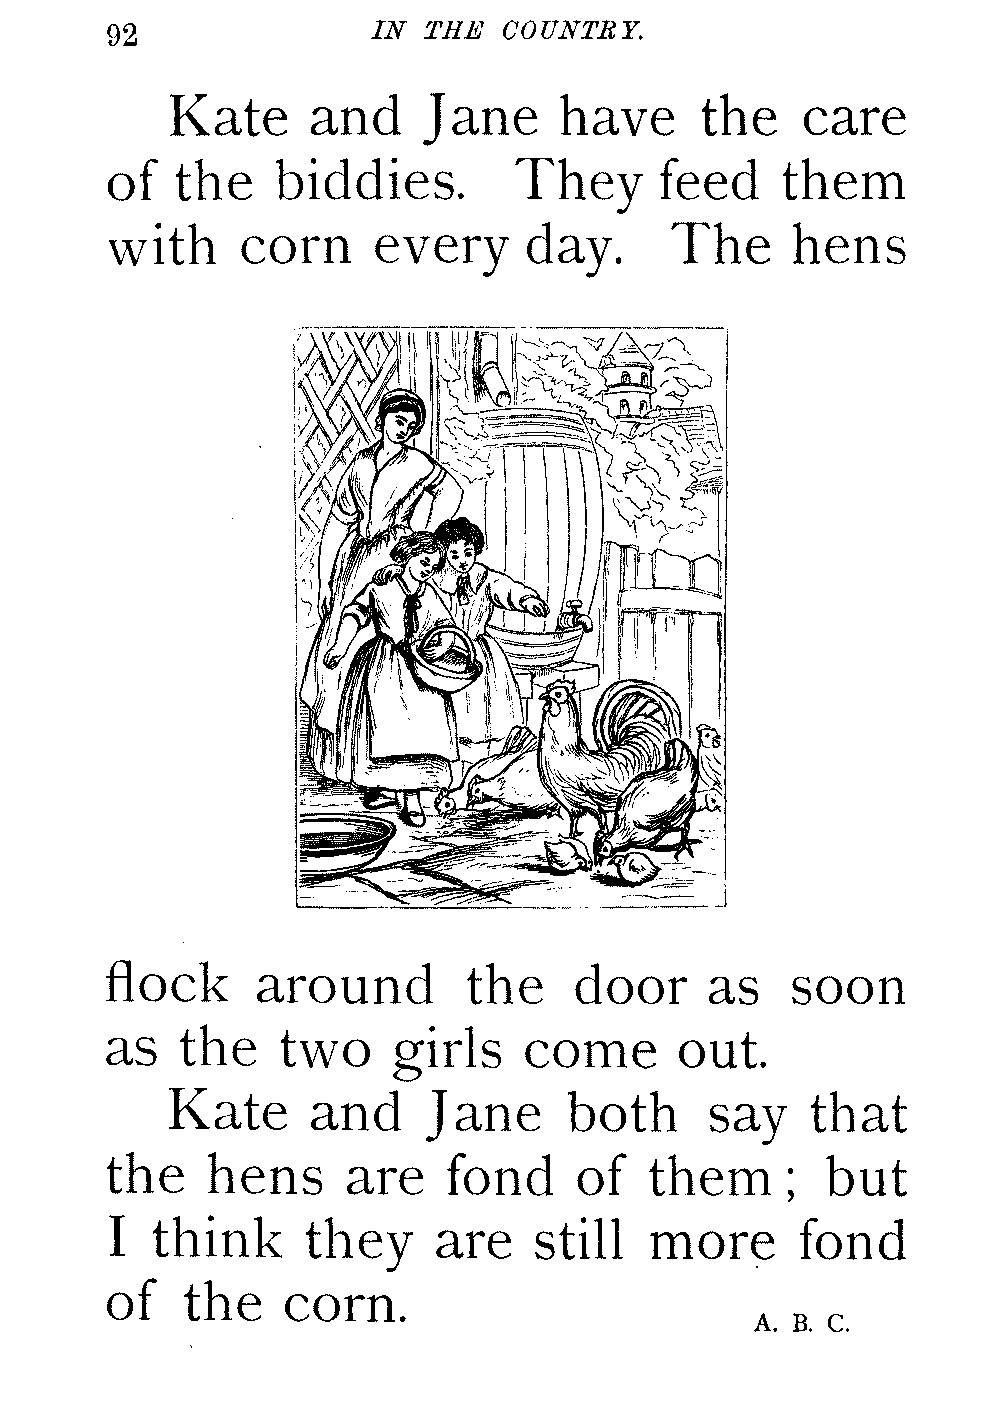 92 IN THE COUNTRY.
Kate and Jane have the care
of the biddies. They feed them
with corn every day. The hens
flock around the door as soon
as the two girls come out.
Kate and Jane both say that
the hens are fond of them; but
I think they are still more fond
of the corn.
A. B. C.